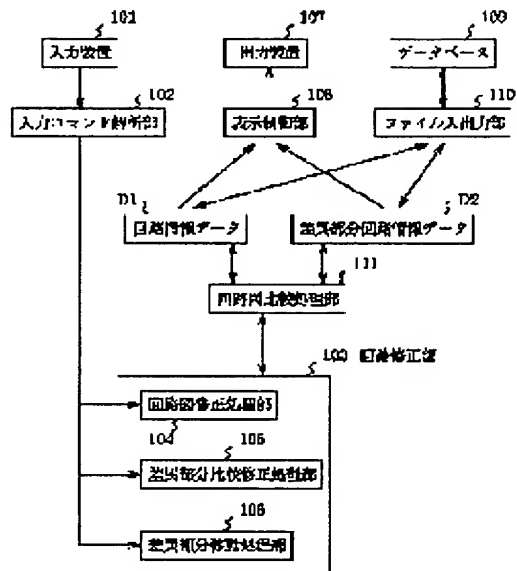 101
107
109
入力装置
出力装置
データベース
102
108
110
入力コマンド解析部
表示制御部
ファイル入出力部
D1
D2
回路情報データ
差異部分回路情報データ
111
回路図比較処理部
103 回路修正部
回路図修正処理部
104
105
差異部分比較修正処理部
106
差異部分移動処理部